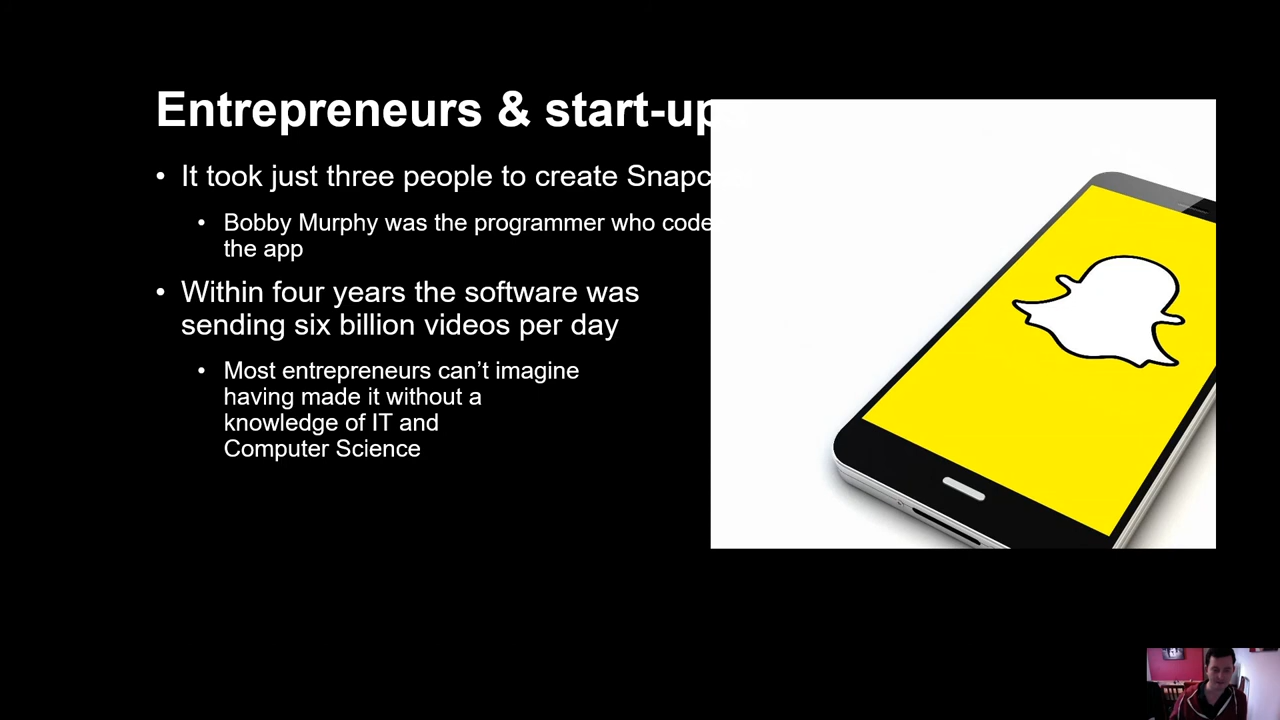 Entrepreneurs & start-up
• It took just three people to create Snapc
• Bobby Murphy was the programmer who code
the app
• Within four years the software was
sending six billion videos per day
• Most entrepreneurs can’t imagine
having made it without a
knowledge of IT and
Computer Science